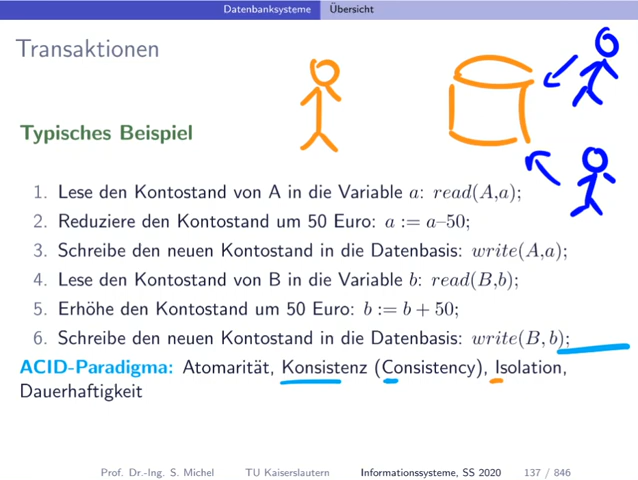 Datenbanksysteme Übersicht
Transaktionen
Typisches Beispiel
1. Lese den Kontostand von A in die Variable a: read(A,a);
2. Reduziere den Kontostand um 50 Euro: a := a–50;
3. Schreibe den neuen Kontostand in die Datenbasis: write(A,a);
4. Lese den Kontostand von B in die Variable b: read(B,b);
5. Erhöhe den Kontostand um 50 Euro: b := b + 50;
6. Schreibe den neuen Kontostand in die Datenbasis: write(B, b);
ACID-Paradigma: Atomarität, Konsistenz (Consistency), Isolation,
Dauerhaftigkeit
Prof. Dr.-Ing. S. Michel TU Kaiserslautern Informationssysteme, SS 2020 137 / 846